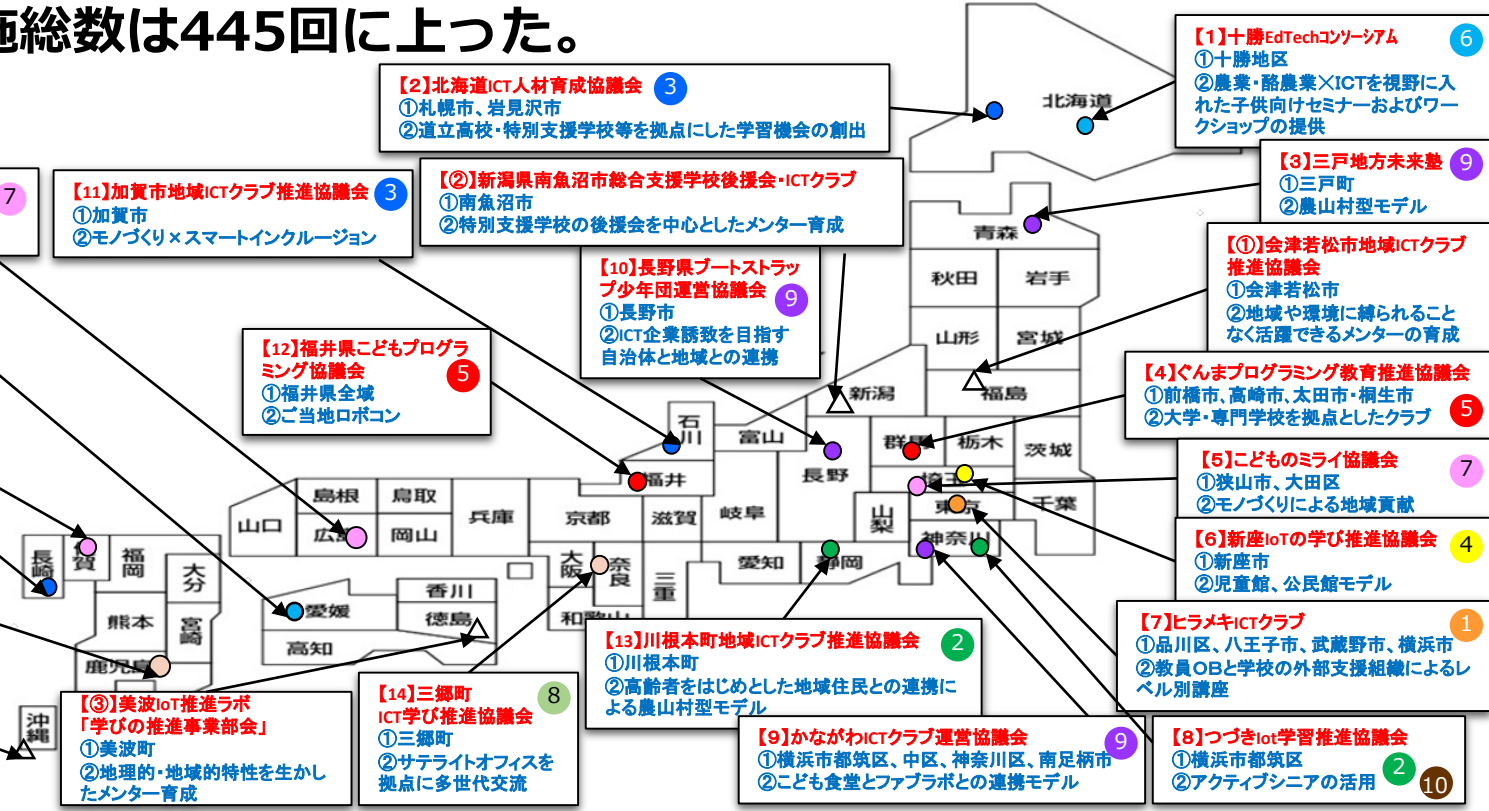 施総数は445回に上った。
【1】十勝EdTechコンソーシアム
6
①十勝地区
②農業・酪農業×ICTを視野に入
れた子供向けセミナーおよびワー
クショップの提供
【2】北海道ICT人材育成協議会
3
①札幌市、岩見沢市
②道立高校・特別支援学校等を拠点にした学習機会の創出
【3】三戸地方未来塾
9
①三戸町
②農山村型モデル
7
【11】加賀市地域ICTクラブ推進協議会
3
①加賀市
②モノづくり×スマートインクルージョン
【②】新潟県南魚沼市総合支援学校後援会・ICTクラブ
①南魚沼市
②特別支援学校の後援会を中心としたメンター育成
【①】会津若松市地域ICTクラブ
推進協議会
①会津若松市
②地域や環境に縛られること
なく活躍できるメンターの育成
【10】長野県ブートストラッ
プ少年団運営協議会
9
①長野市
②ICT企業誘致を目指す
自治体と地域との連携
【12】福井県こどもプログラ
ミング協議会
5
①福井県全域
②ご当地ロボコン
【4】ぐんまプログラミング教育推進協議会
①前橋市、高崎市、太田市・桐生市
②大学・専門学校を拠点としたクラブ
5
【5】こどものミライ協議会
7
①狭山市、大田区
②モノづくりによる地域貢献
【6】新座IoTの学び推進協議会
4
①新座市
②児童館、公民館モデル
【7】ヒラメキICTクラブ
1
①品川区、八王子市、武蔵野市、横浜市
②教員OBと学校の外部支援組織によるレ
ベル別講座
【13】川根本町地域ICTクラブ推進協議会
2
①川根本町
②高齢者をはじめとした地域住民との連携に
よる農山村型モデル
【③】美波IoT推進ラボ
「学びの推進事業部会」
①美波町
②地理的・地域的特性を生かし
たメンター育成
【14】三郷町
ICT学び推進協議会
8
①三郷町
②サテライトオフィスを
拠点に多世代交流
【9】かながわICTクラブ運営協議会
9
①横浜市都筑区、中区、神奈川区、南足柄市
②こども食堂とファブラボとの連携モデル
【8】つづきIot学習推進協議会
①横浜市都筑区
②アクティブシニアの活用
2
10
北海道
青森
秋田
岩手
山形
宮城
新潟
福島
石川
富山
群馬
栃木
茨城
長野
福井
埼玉
島根
鳥取
兵庫
京都
滋賀
岐阜
山梨
東京
千葉
山口
広島
岡山
神奈川
長崎
佐賀
福岡
大分
大阪
奈良
三重
愛知
静岡
熊本
宮崎
愛媛
香川
徳島
高知
和歌山
鹿児島
沖縄